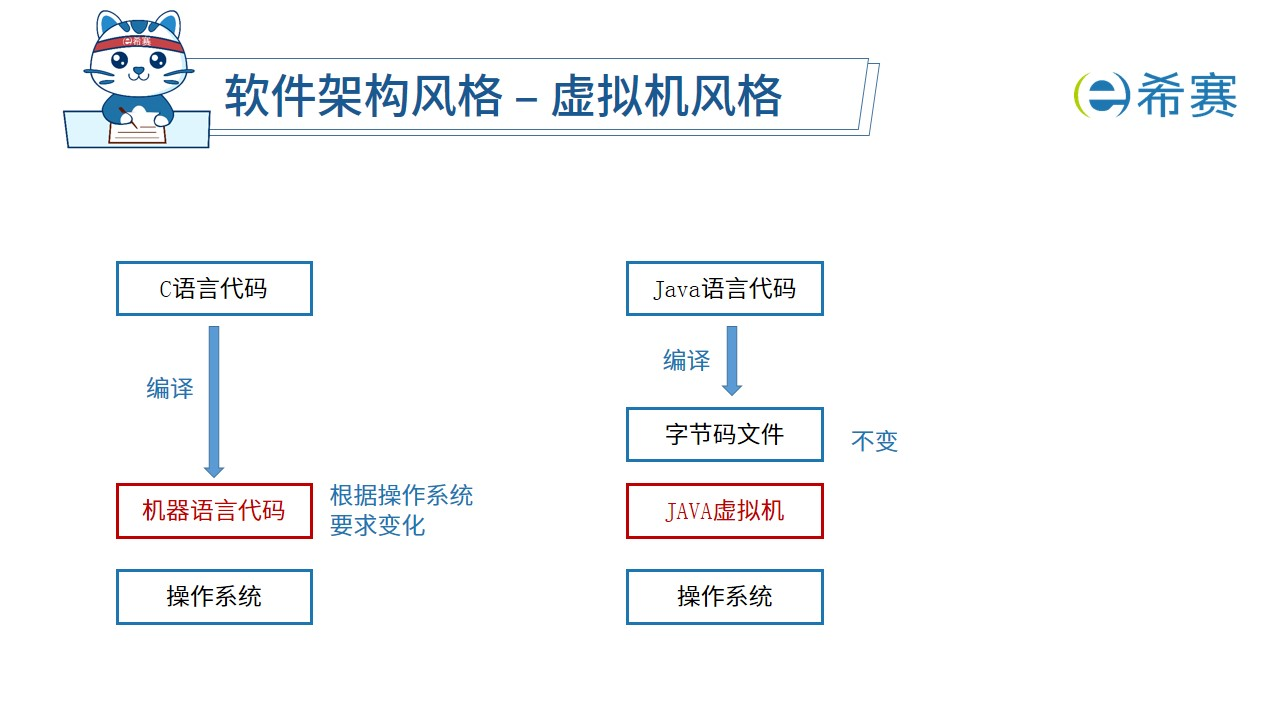 希赛
软件架构风格 – 虚拟机风格
希赛
C语言代码
编译
机器语言代码
根据操作系统
要求变化
操作系统
Java语言代码
编译
字节码文件
不变
JAVA虚拟机
操作系统